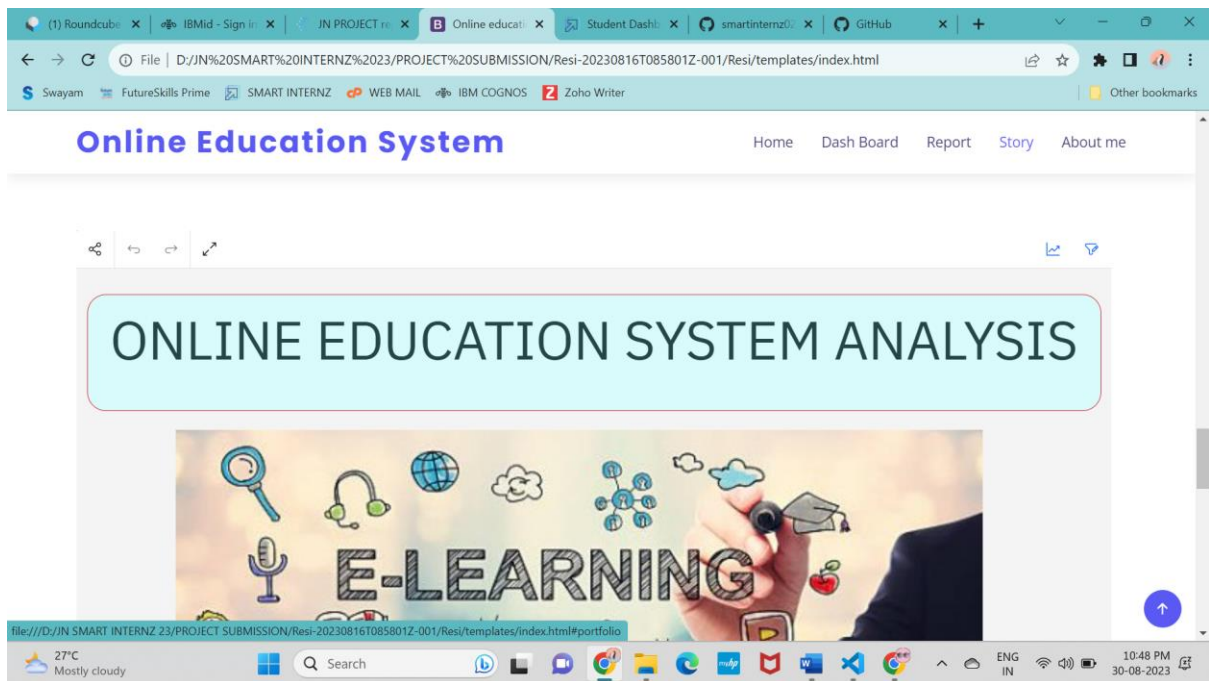 (1) Roundcube
IBMid - Sign in
JN PROJECT re
Online educati
Student Dashb
smartinternz02
GitHub
File | D:/JN%20SMART%20INTERNZ%2023/PROJECT%20SUBMISSION/Resi-20230816T085801Z-001/Resi/templates/index.html
Swayam FutureSkills Prime SMART INTERNZ WEB MAIL IBM COGNOS Zoho Writer Other bookmarks
Online Education System Home Dash Board Report Story About me
ONLINE EDUCATION SYSTEM ANALYSIS
E-LEARNING
file:///D:/JN SMART INTERNZ 23/PROJECT SUBMISSION/Resi-20230816T085801Z-001/Resi/templates/index.html#portfolio
27°C
Mostly cloudy
Search
ENG
IN
10:48 PM
30-08-2023